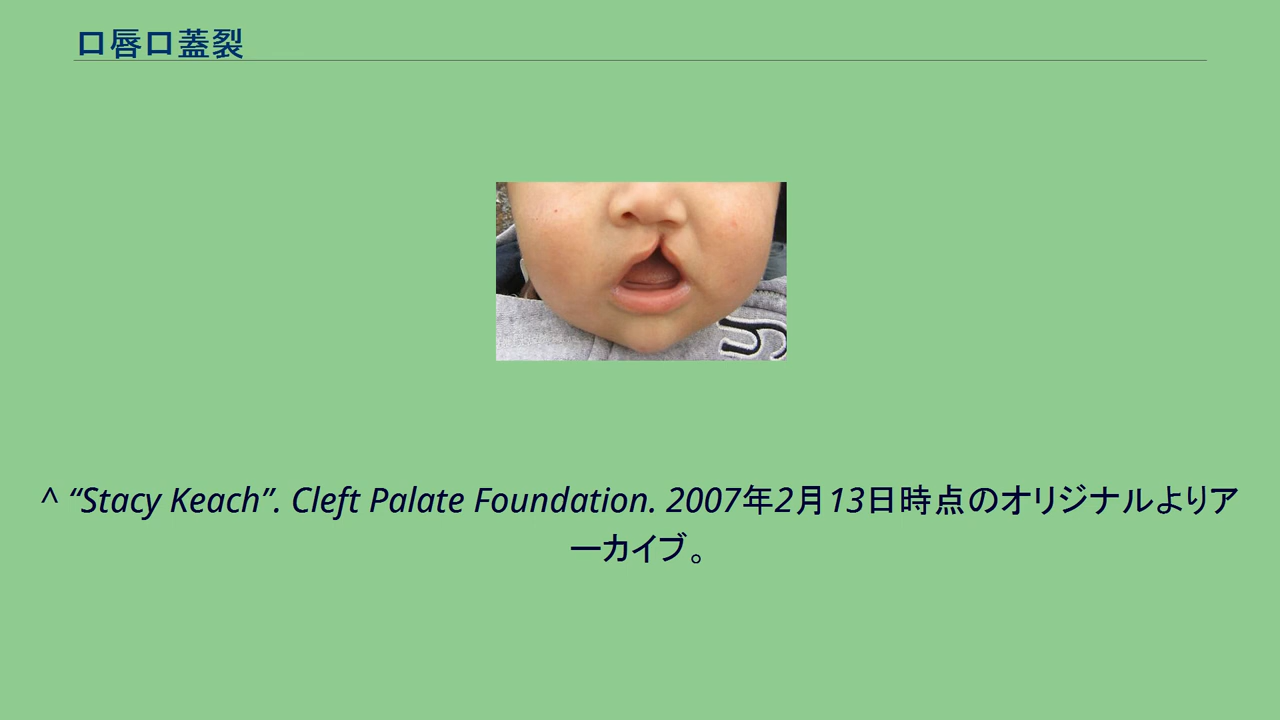 口唇口蓋裂
^ “Stacy Keach”. Cleft Palate Foundation. 2007年2月13日時点のオリジナルよりア
ーカイブ。